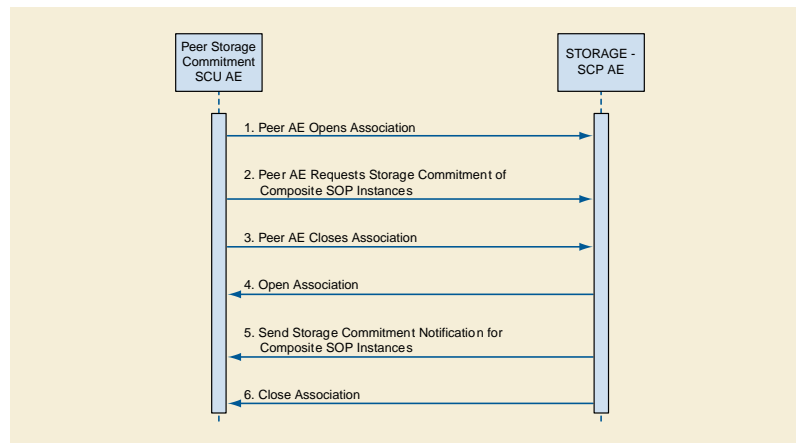 Peer Storage
Commitment
SCU AE
STORAGE -
SCP AE
1. Peer AE Opens Association
2. Peer AE Requests Storage Commitment of
Composite SOP Instances
3. Peer AE Closes Association
4. Open Association
5. Send Storage Commitment Notification for
Composite SOP Instances
6. Close Association